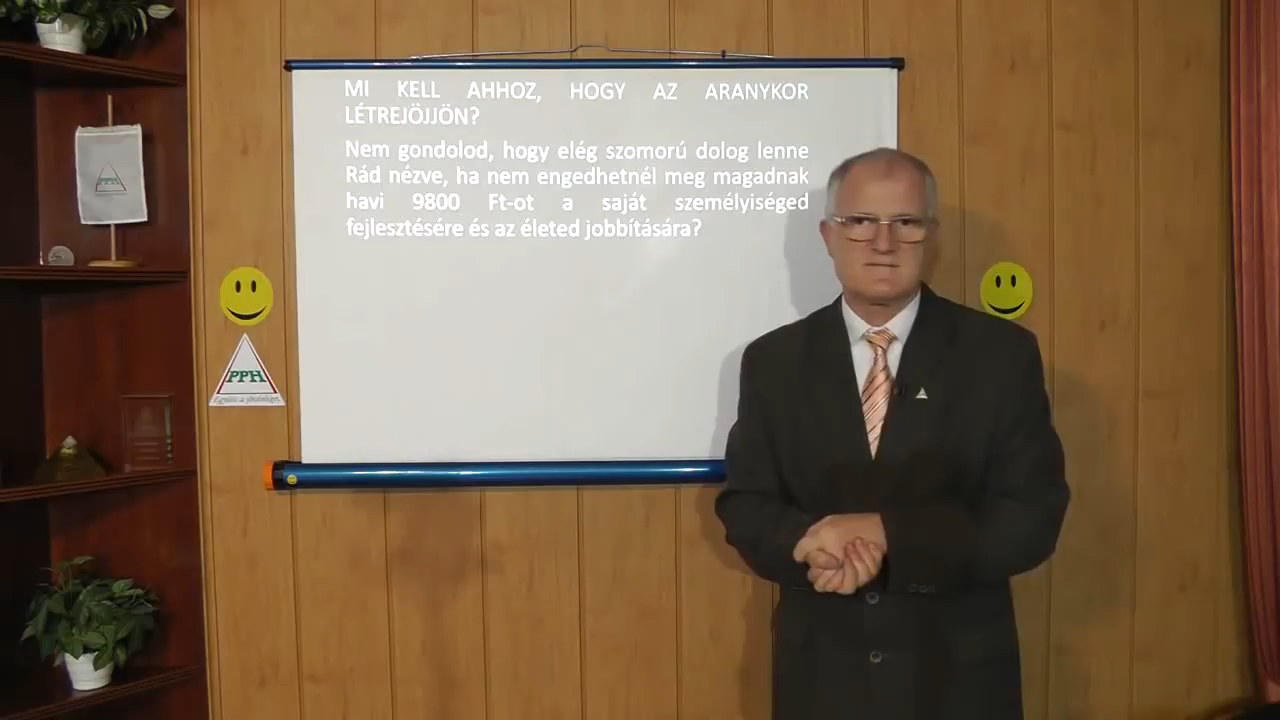 MI KELL AHHOZ, HOGY AZ ARANYKOR
LÉTREJÖJJÖN?
Nem gondolod, hogy elég szomorú dolog lenne
Rád nézve, ha nem engedhetnél meg magadnak
havi 9800 Ft-ot a saját személyiséged
fejlesztésére és az életed jobbítására?
PPH
PPH